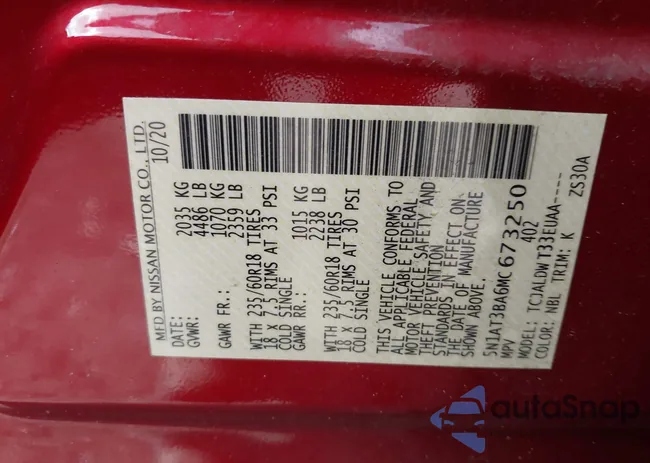 MFD BY NISSAN MOTOR CO., LTD.
DATE: 10/20
GVWR: 2035 KG
4486 LB
GAWR FR.: 1070 KG
2359 LB
WITH 235/60R18 TIRES
18 x 7.5 RIMS AT 33 PSI
COLD SINGLE
GAWR RR.: 1015 KG
2238 LB
WITH 235/60R18 TIRES
18 X 7.5 RIMS AT 30 PSI
COLD SINGLE
THIS VEHICLE CONFORMS TO
ALL APPLICABLE FEDERAL
MOTOR VEHICLE SAFETY AND
THEFT PREVENTION
STANDARDS IN EFFECT ON
THE DATE OF MANUFACTURE
SHOWN ABOVE.
5N1AT3BA6MC673250
MPV 402
MODEL: TCJALDWT33EUAA----
COLOR: NBL TRIM: K ZS30A
autoSnap